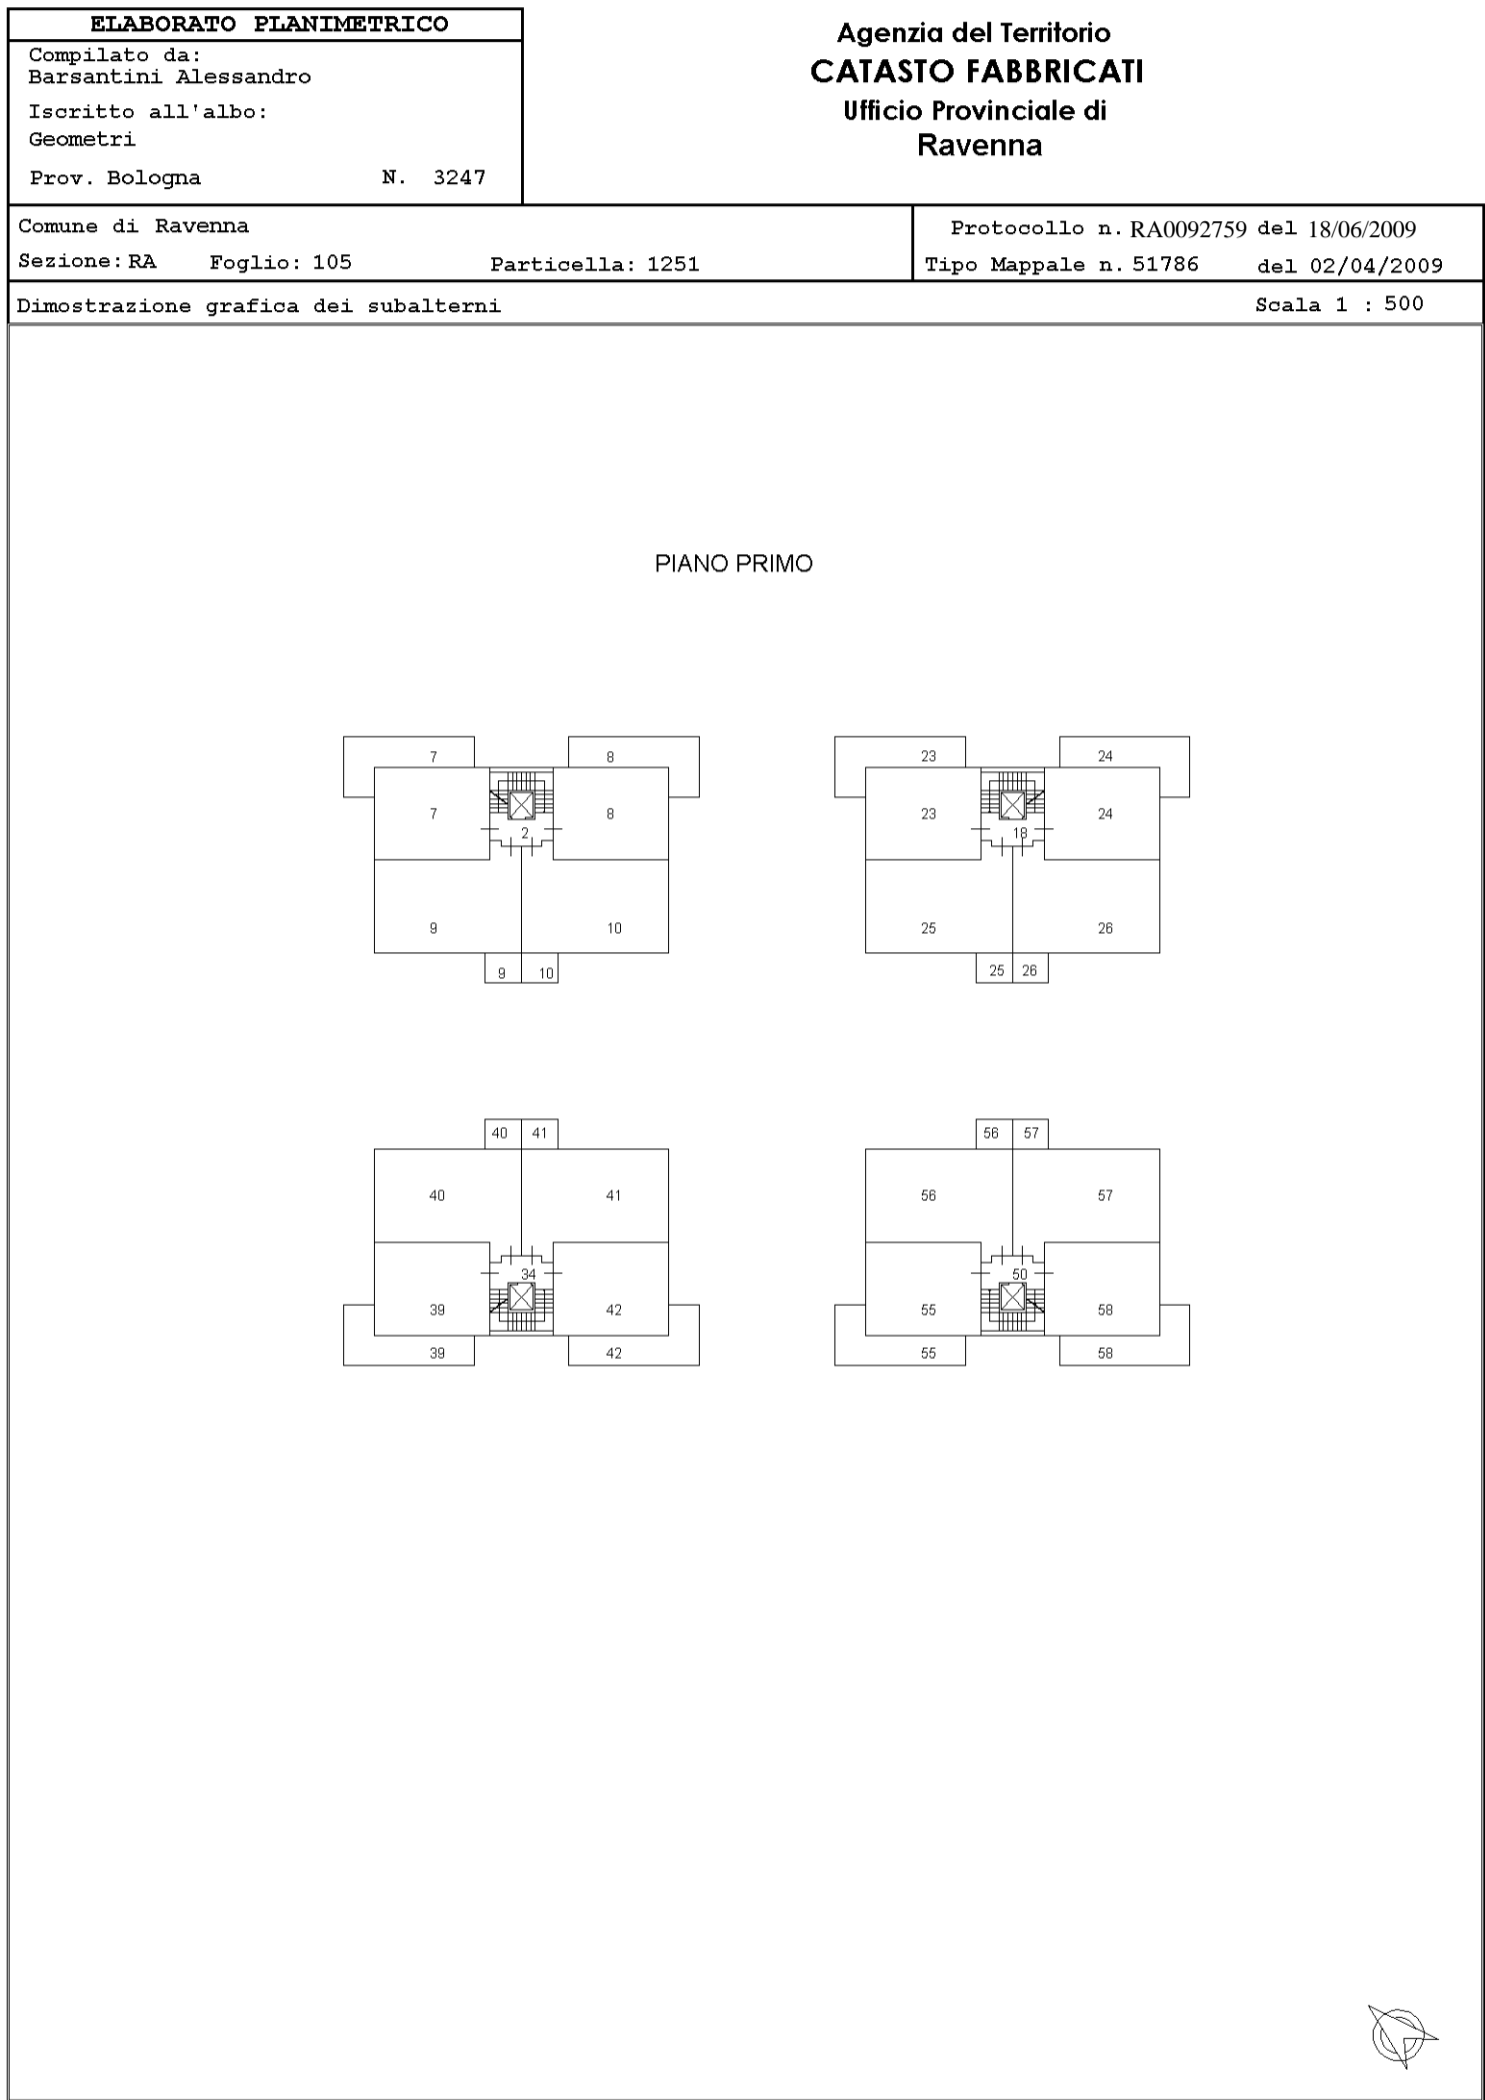 ELABORATO PLANIMETRICO
Compilato da:
Barsantini Alessandro
Iscritto all'albo:
Geometri
Prov. Bologna N. 3247
Agenzia del Territorio
CATASTO FABBRICATI
Ufficio Provinciale di
Ravenna
Comune di Ravenna
Sezione: RA Foglio: 105 Particella: 1251
Protocollo n. RA0092759 del 18/06/2009
Tipo Mappale n. 51786 del 02/04/2009
Dimostrazione grafica dei subalterni Scala 1 : 500
PIANO PRIMO
7 8 23 24
7 8 23 24
2 18
9 10 25 26
9 10 25 26
40 41 56 57
40 41 56 57
34 50
39 42 55 58
39 42 55 58